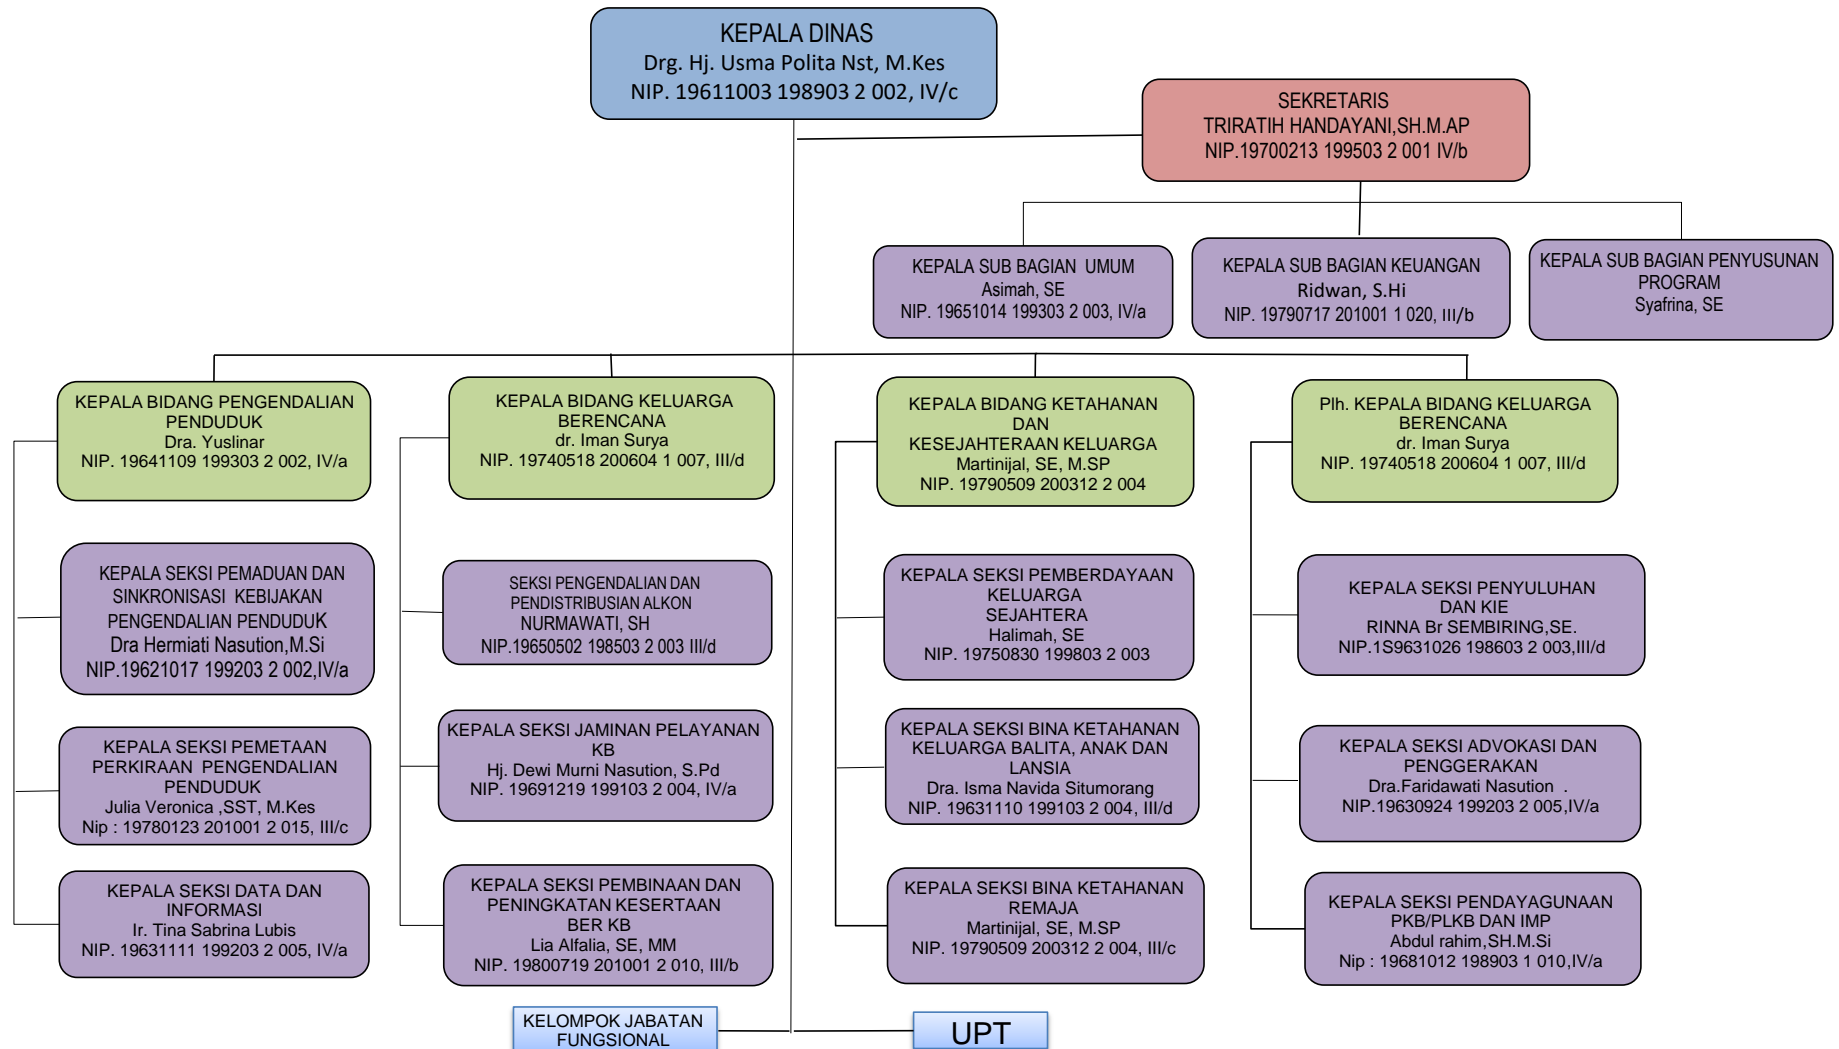 KEPALA DINAS
Drg. Hj. Usma Polita Nst, M.Kes
NIP. 19611003 198903 2 002, IV/c
SEKRETARIS
TRIRATIH HANDAYANI,SH.M.AP
NIP.19700213 199503 2 001 IV/b
KEPALA SUB BAGIAN UMUM
Asimah, SE
NIP. 19651014 199303 2 003, IV/a
KEPALA SUB BAGIAN KEUANGAN
Ridwan, S.Hi
NIP. 19790717 201001 1 020, III/b
KEPALA SUB BAGIAN PENYUSUNAN
PROGRAM
Syafrina, SE
KEPALA BIDANG PENGENDALIAN
PENDUDUK
Dra. Yuslinar
NIP. 19641109 199303 2 002, IV/a
KEPALA BIDANG KELUARGA
BERENCANA
dr. Iman Surya
NIP. 19740518 200604 1 007, III/d
KEPALA BIDANG KETAHANAN
DAN
KESEJAHTERAAN KELUARGA
Martinijal, SE, M.SP
NIP. 19790509 200312 2 004
Plh. KEPALA BIDANG KELUARGA
BERENCANA
dr. Iman Surya
NIP. 19740518 200604 1 007, III/d
KEPALA SEKSI PEMADUAN DAN
SINKRONISASI KEBIJAKAN
PENGENDALIAN PENDUDUK
Dra Hermiati Nasution,M.Si
NIP.19621017 199203 2 002,IV/a
SEKSI PENGENDALIAN DAN
PENDISTRIBUSIAN ALKON
NURMAWATI, SH
NIP.19650502 198503 2 003 III/d
KEPALA SEKSI PEMBERDAYAAN
KELUARGA
SEJAHTERA
Halimah, SE
NIP. 19750830 199803 2 003
KEPALA SEKSI PENYULUHAN
DAN KIE
RINNA Br SEMBIRING,SE.
NIP.1S9631026 198603 2 003,III/d
KEPALA SEKSI PEMETAAN
PERKIRAAN PENGENDALIAN
PENDUDUK
Julia Veronica ,SST, M.Kes
Nip : 19780123 201001 2 015, III/c
KEPALA SEKSI JAMINAN PELAYANAN
KB
Hj. Dewi Murni Nasution, S.Pd
NIP. 19691219 199103 2 004, IV/a
KEPALA SEKSI BINA KETAHANAN
KELUARGA BALITA, ANAK DAN
LANSIA
Dra. Isma Navida Situmorang
NIP. 19631110 199103 2 004, III/d
KEPALA SEKSI ADVOKASI DAN
PENGGERAKAN
Dra.Faridawati Nasution .
NIP.19630924 199203 2 005,IV/a
KEPALA SEKSI DATA DAN
INFORMASI
Ir. Tina Sabrina Lubis
NIP. 19631111 199203 2 005, IV/a
KEPALA SEKSI PEMBINAAN DAN
PENINGKATAN KESERTAAN
BER KB
Lia Alfalia, SE, MM
NIP. 19800719 201001 2 010, III/b
KEPALA SEKSI BINA KETAHANAN
REMAJA
Martinijal, SE, M.SP
NIP. 19790509 200312 2 004, III/c
KEPALA SEKSI PENDAYAGUNAAN
PKB/PLKB DAN IMP
Abdul rahim,SH.M.Si
Nip : 19681012 198903 1 010,IV/a
KELOMPOK JABATAN
FUNGSIONAL
UPT